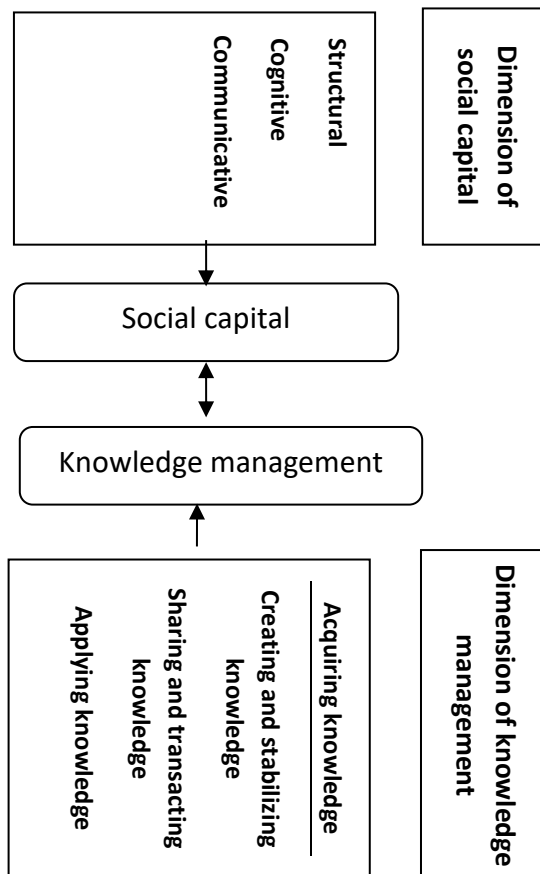 Dimension of
social capital
Structural
Cognitive
Communicative
Social capital
Knowledge management
Dimension of knowledge
management
Acquiring knowledge
Creating and stabilizing
knowledge
Sharing and transacting
knowledge
Applying knowledge